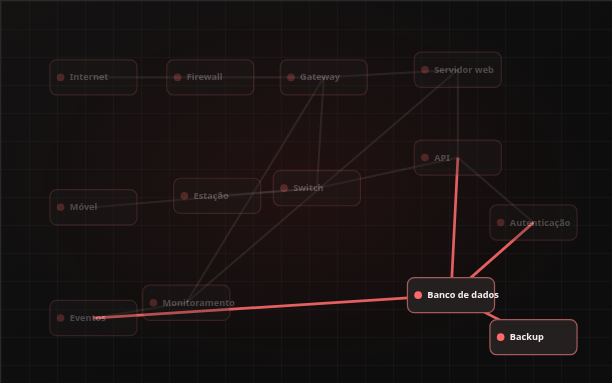 Internet
Firewall
Gateway
Servidor web
API
Estação
Switch
Móvel
Autenticação
Monitoramento
Banco de dados
Eventos
Backup